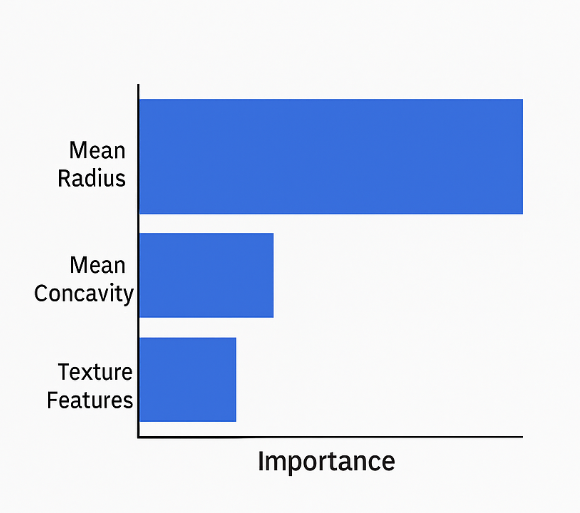 Mean
Radius
Mean
Concavity
Texture
Features
Importance